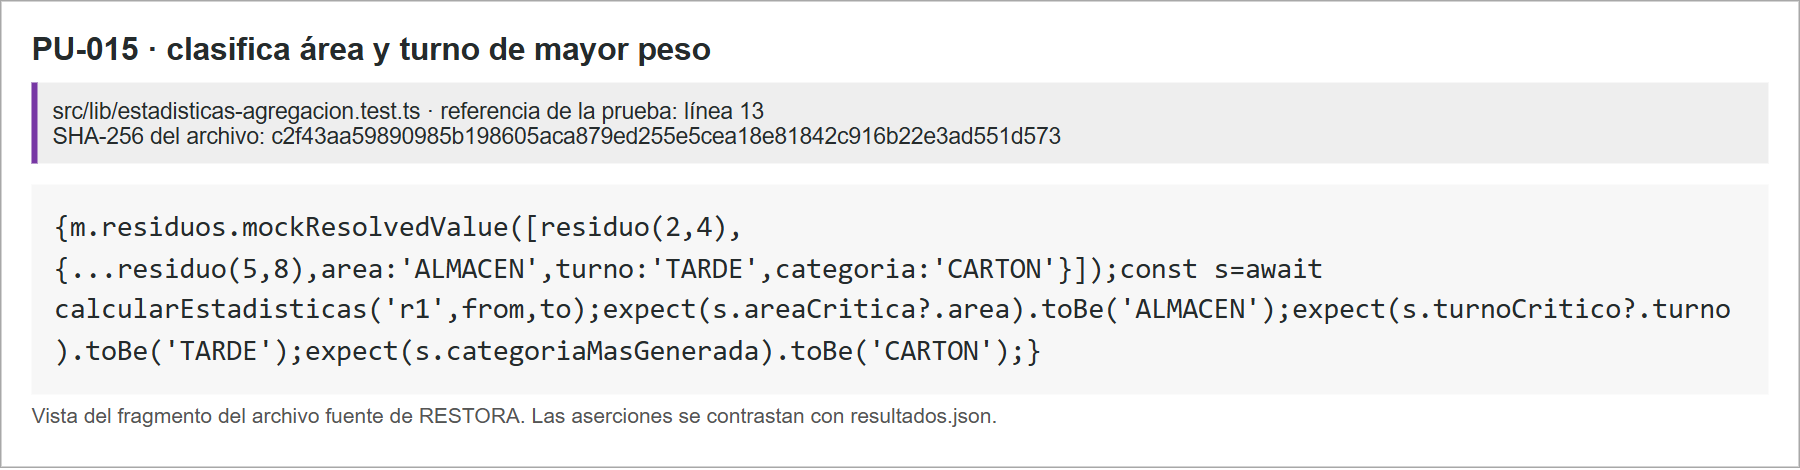 PU-015 · clasifica área y turno de mayor peso
src/lib/estadisticas-agregacion.test.ts · referencia de la prueba: línea 13
SHA-256 del archivo: c2f43aa59890985b198605aca879ed255e5cea18e81842c916b22e3ad551d573
{m.residuos.mockResolvedValue([residuo(2,4),
{...residuo(5,8),area:'ALMACEN',turno:'TARDE',categoria:'CARTON'}]);const s=await
calcularEstadisticas('r1',from,to);expect(s.areaCritica?.area).toBe('ALMACEN');expect(s.turnoCritico?.turno
).toBe('TARDE');expect(s.categoriaMasGenerada).toBe('CARTON');}
Vista del fragmento del archivo fuente de RESTORA. Las aserciones se contrastan con resultados.json.